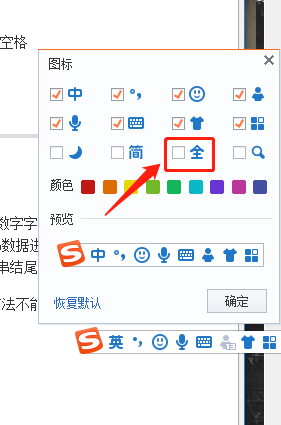 空格
图标
中
简
全
颜色
数字字
数据进
预览
中
串结尾
法不能
恢复默认
确定
英